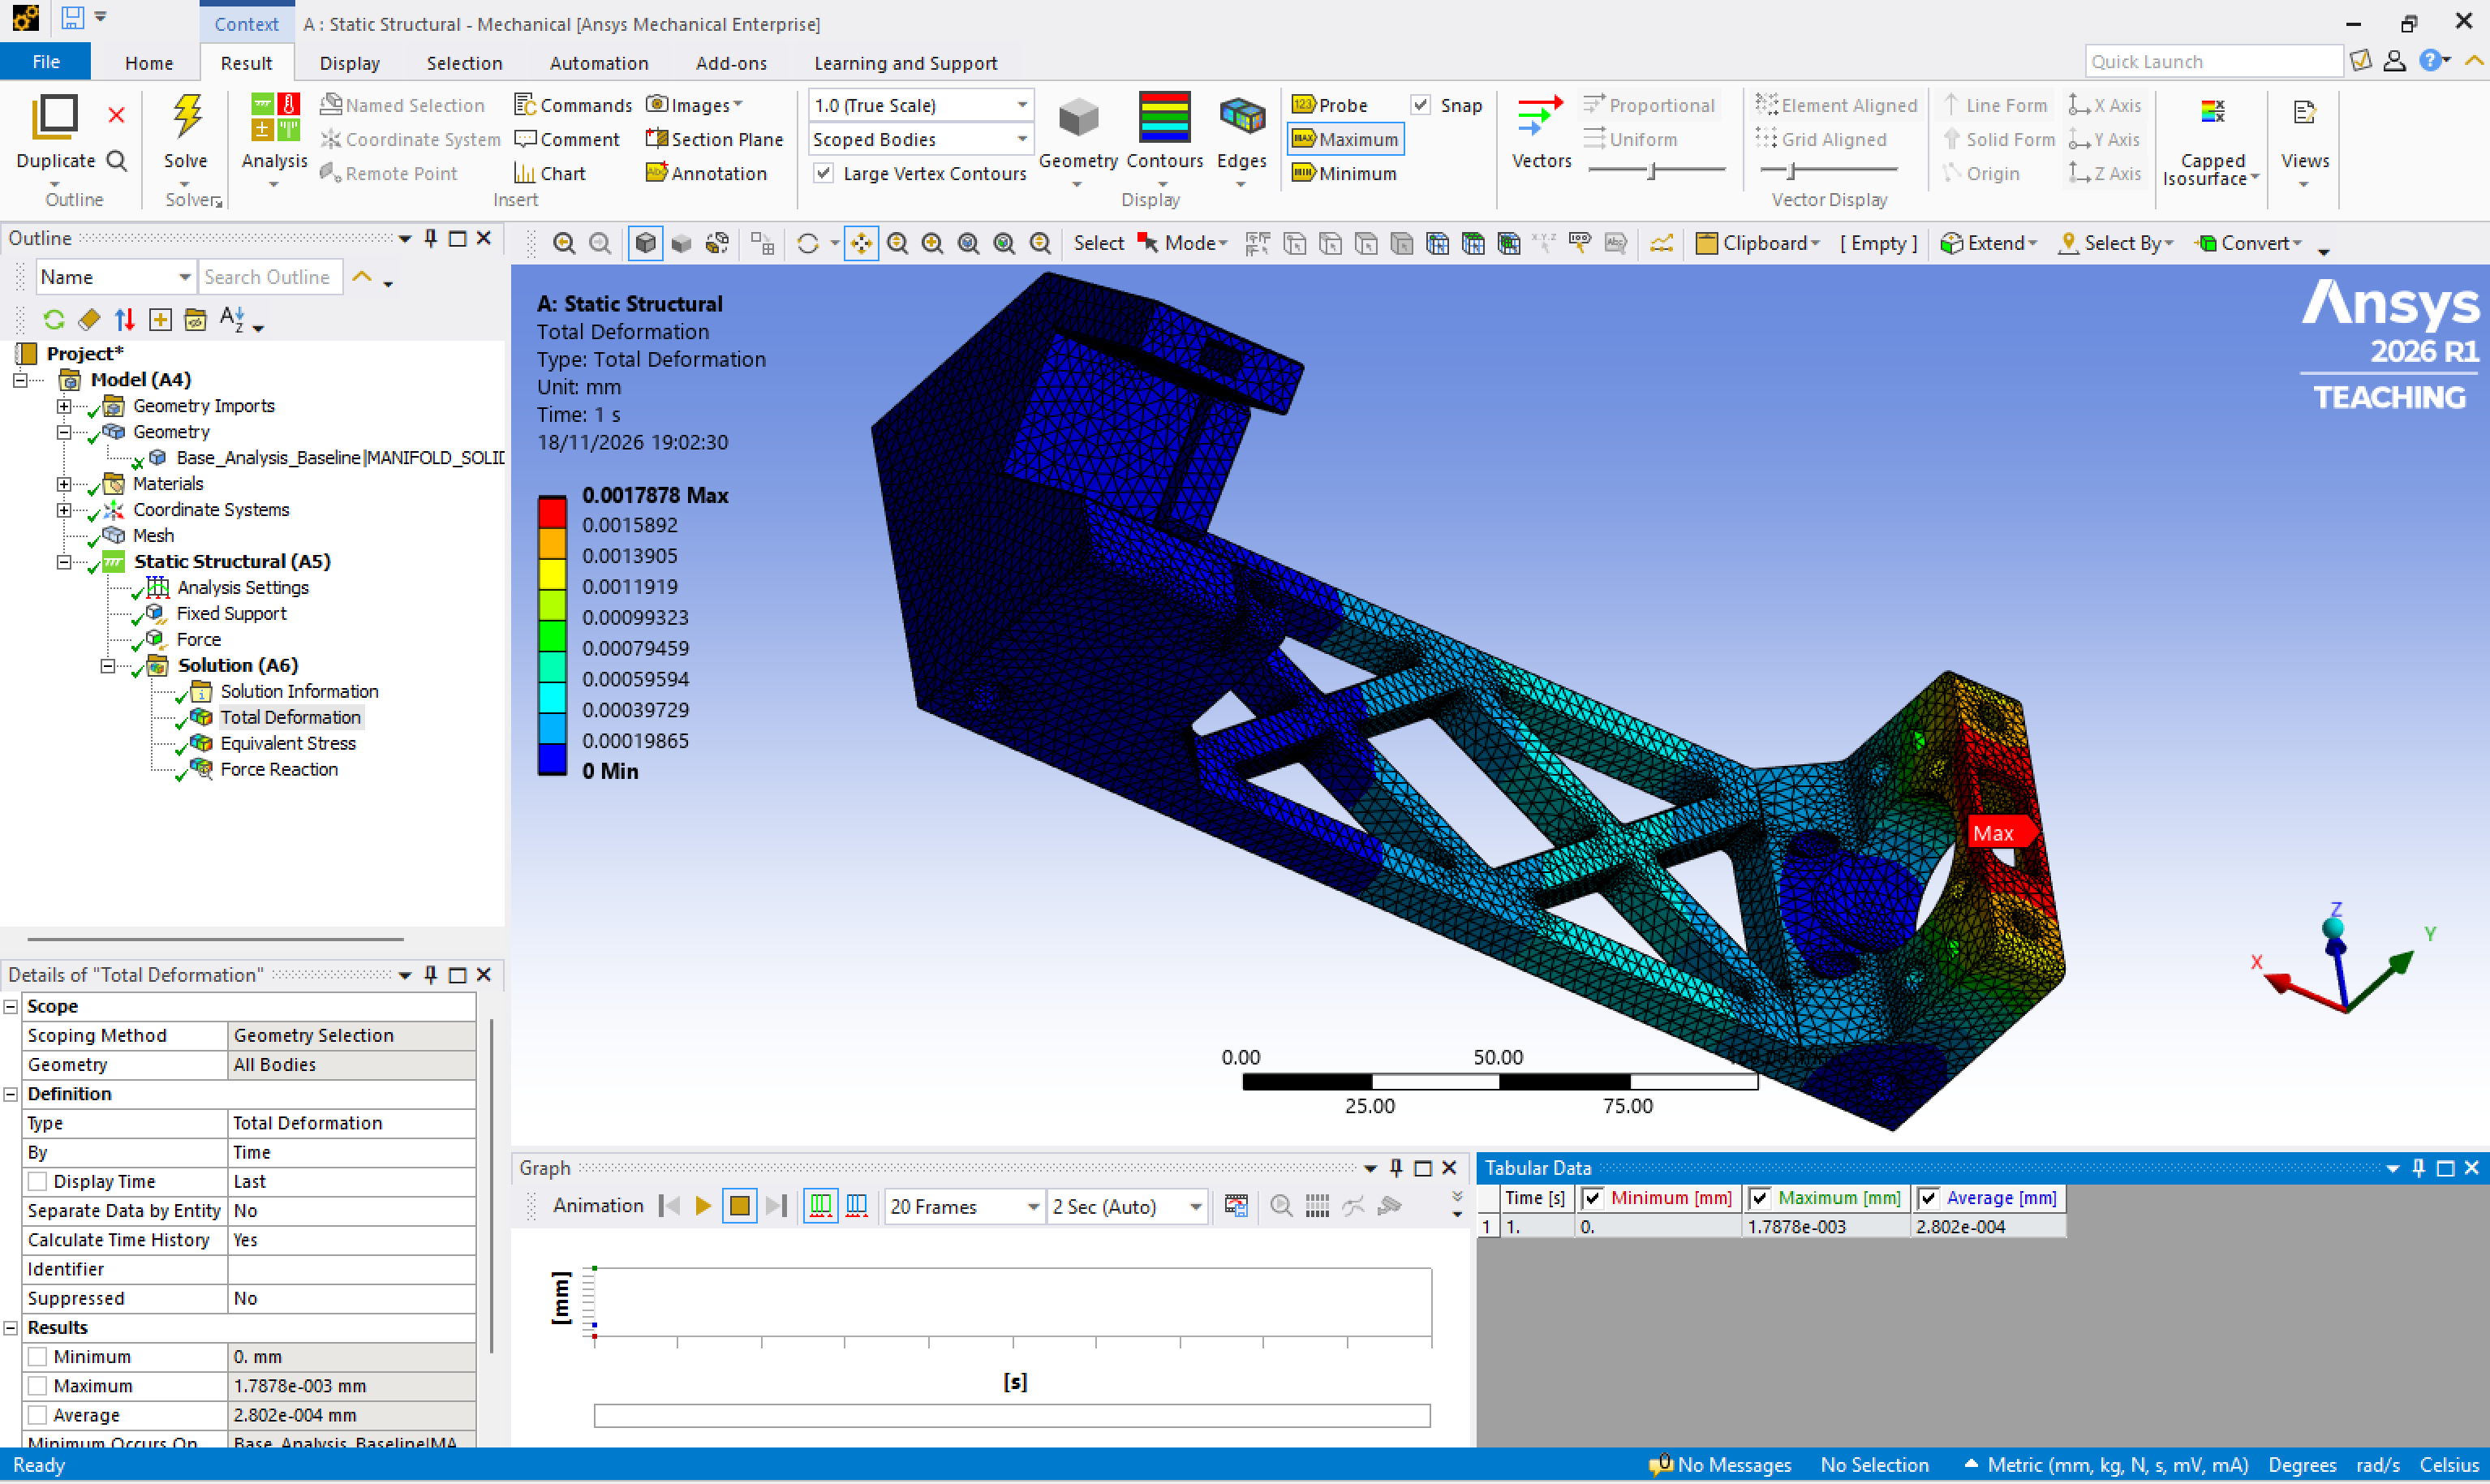 Context
A : Static Structural - Mechanical [Ansys Mechanical Enterprise]
File
Home
Result
Display
Selection
Automation
Add-ons
Learning and Support
Quick Launch
Duplicate
Outline
Solve
Solver
Analysis
Named Selection
Coordinate System
Remote Point
Commands
Comment
Chart
Images
Section Plane
Annotation
Insert
1.0 (True Scale)
Scoped Bodies
Large Vertex Contours
Geometry
Contours
Edges
Display
Probe
Maximum
Minimum
Snap
Vectors
Proportional
Uniform
Element Aligned
Grid Aligned
Vector Display
Line Form
Solid Form
Origin
X Axis
Y Axis
Z Axis
Capped
Isosurface
Views
Outline
Name
Search Outline
Select
Mode
Clipboard
[ Empty ]
Extend
Select By
Convert
Project*
Model (A4)
Geometry Imports
Geometry
Base_Analysis_Baseline|MANIFOLD_SOLID
Materials
Coordinate Systems
Mesh
Static Structural (A5)
Analysis Settings
Fixed Support
Force
Solution (A6)
Solution Information
Total Deformation
Equivalent Stress
Force Reaction
A: Static Structural
Total Deformation
Type: Total Deformation
Unit: mm
Time: 1 s
18/11/2026 19:02:30
0.0017878 Max
0.0015892
0.0013905
0.0011919
0.00099323
0.00079459
0.00059594
0.00039729
0.00019865
0 Min
Ansys
2026 R1
TEACHING
Max
Z
Y
X
0.00
50.00
25.00
75.00
Details of "Total Deformation"
Scope
Scoping Method Geometry Selection
Geometry All Bodies
Definition
Type Total Deformation
By Time
Display Time Last
Separate Data by Entity No
Calculate Time History Yes
Identifier
Suppressed No
Results
Minimum 0. mm
Maximum 1.7878e-003 mm
Average 2.802e-004 mm
Minimum Occurs On Base_Analysis_Baseline|MA
Graph
Animation
20 Frames
2 Sec (Auto)
[mm]
[s]
Tabular Data
Time [s] Minimum [mm] Maximum [mm] Average [mm]
1 1. 0. 1.7878e-003 2.802e-004
Ready
No Messages
No Selection
Metric (mm, kg, N, s, mV, mA)
Degrees
rad/s
Celsius